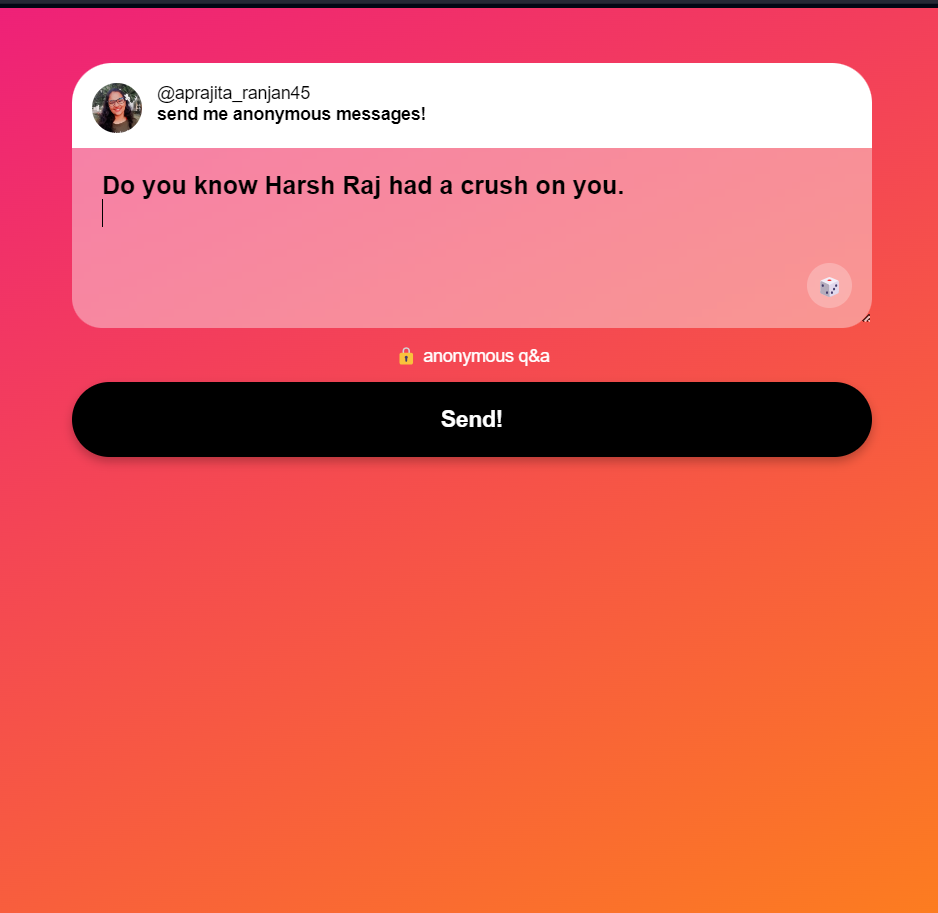 @aprajita_ranjan45
send me anonymous messages!
Do you know Harsh Raj had a crush on you.
anonymous q&a
Send!